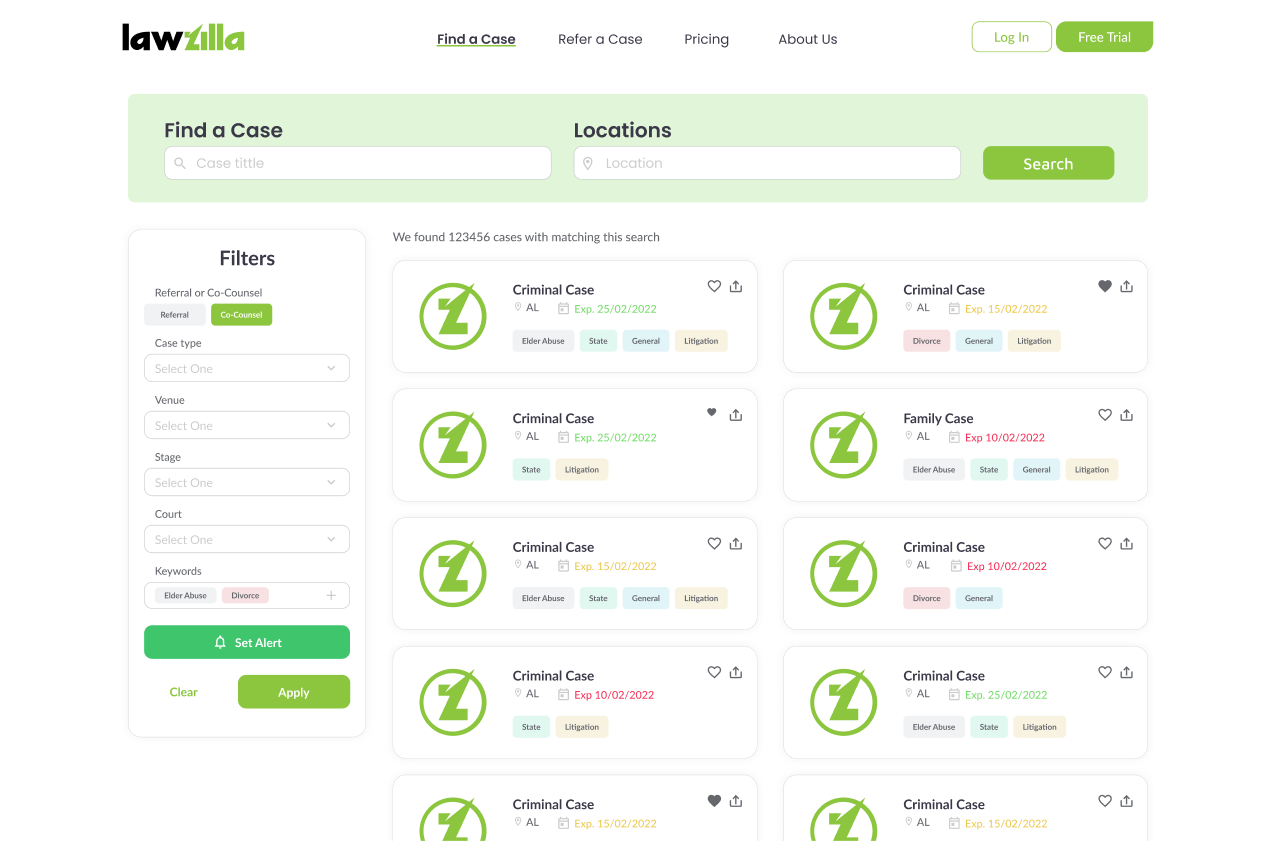 lawzilla
Find a Case Refer a Case Pricing About Us Log In Free Trial
Find a Case
Case tittle
Locations
Location
Search
Filters
Referral or Co-Counsel
Referral Co-Counsel
Case type
Select One
Venue
Select One
Stage
Select One
Court
Select One
Keywords
Elder Abuse Divorce
Set Alert
Clear Apply
We found 123456 cases with matching this search
Criminal Case
AL Exp. 25/02/2022
Elder Abuse State General Litigation
Criminal Case
AL Exp. 15/02/2022
Divorce General Litigation
Criminal Case
AL Exp. 25/02/2022
State Litigation
Family Case
AL Exp 10/02/2022
Elder Abuse State General Litigation
Criminal Case
AL Exp. 15/02/2022
Elder Abuse State General Litigation
Criminal Case
AL Exp 10/02/2022
Divorce General
Criminal Case
AL Exp 10/02/2022
State Litigation
Criminal Case
AL Exp. 25/02/2022
Elder Abuse State Litigation
Criminal Case
AL Exp. 15/02/2022
Criminal Case
AL Exp. 15/02/2022